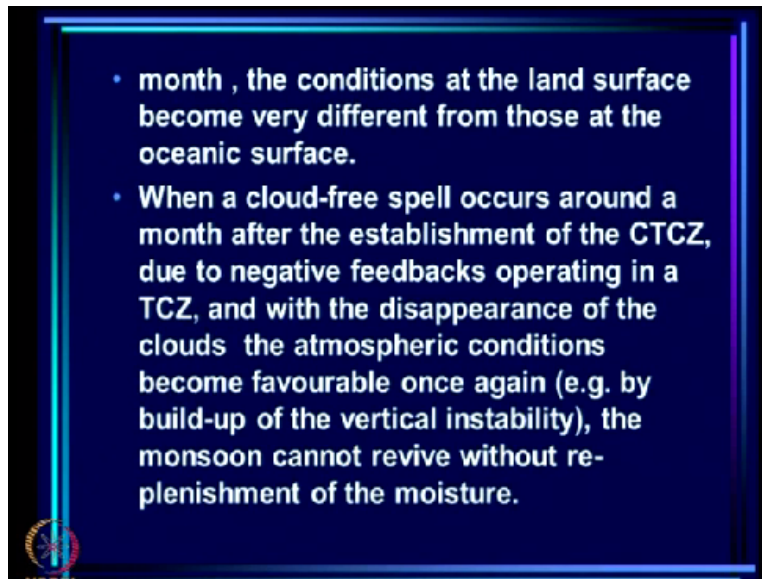 • month , the conditions at the land surface
become very different from those at the
oceanic surface.
• When a cloud-free spell occurs around a
month after the establishment of the CTCZ,
due to negative feedbacks operating in a
TCZ, and with the disappearance of the
clouds the atmospheric conditions
become favourable once again (e.g. by
build-up of the vertical instability), the
monsoon cannot revive without re-
plenishment of the moisture.